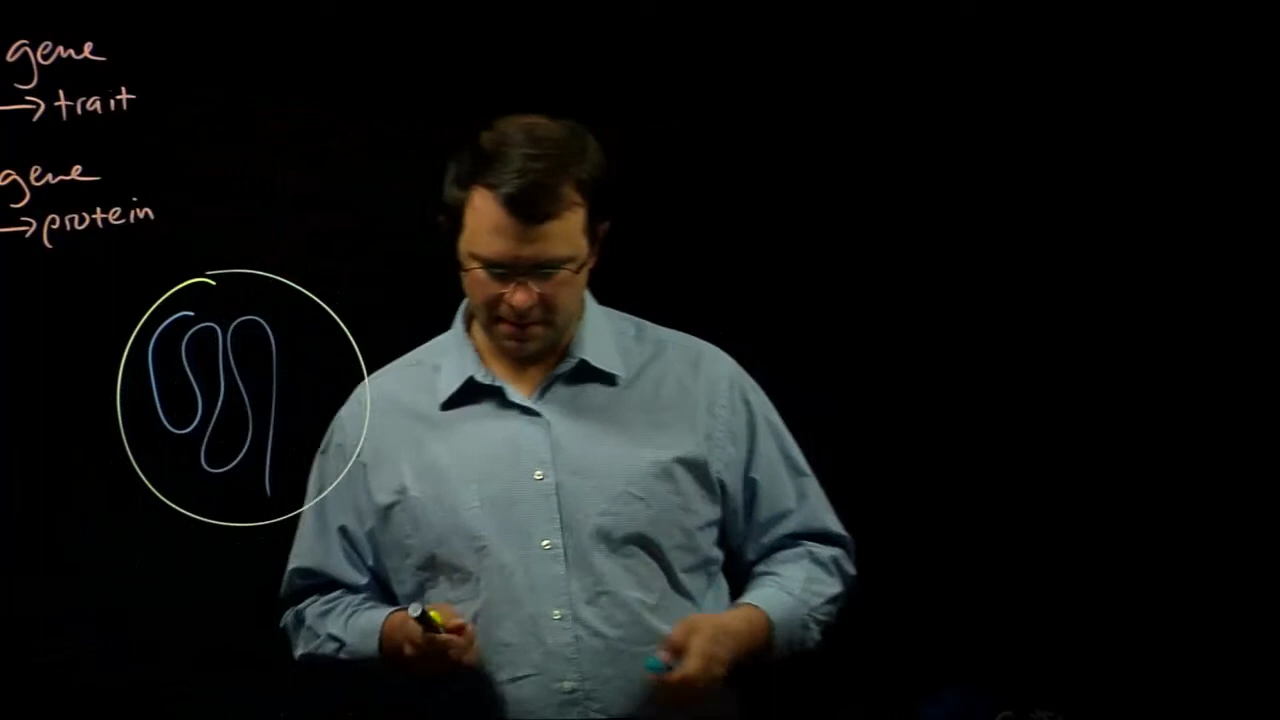 gene
→trait
gene
→protein